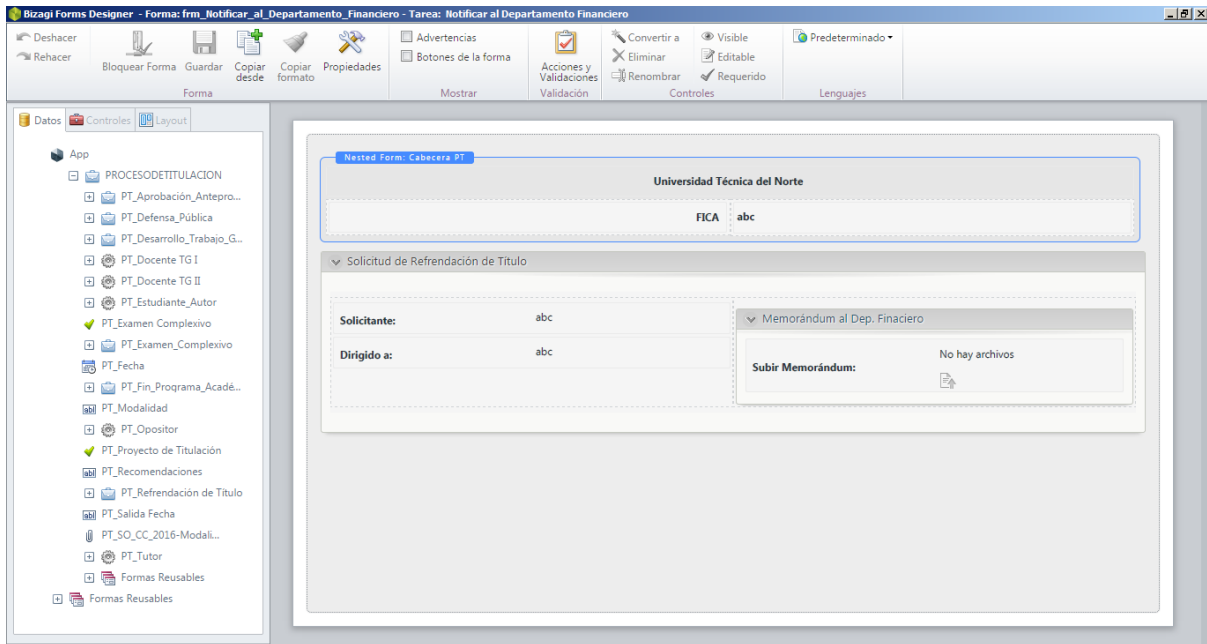 Bizagi Forms Designer - Forma: frm_Notificar_al_Departamento_Financiero - Tarea: Notificar al Departamento Financiero
Deshacer
Rehacer
Bloquear Forma
Guardar
Copiar desde
Forma
Copiar formato
Propiedades
Advertencias
Botones de la forma
Mostrar
Acciones y Validaciones
Validación
Convertir a
Eliminar
Renombrar
Visible
Editable
Requerido
Controles
Predeterminado
Lenguajes
Datos
Controles
Layout
App
PROCESODETITULACION
PT_Aprobación_Antepro...
PT_Defensa_Pública
PT_Desarrollo_Trabajo_G...
PT_Docente TG I
PT_Docente TG II
PT_Estudiante_Autor
PT_Examen Complexivo
PT_Examen_Complexivo
PT_Fecha
PT_Fin_Programa_Acadé...
PT_Modalidad
PT_Opositor
PT_Proyecto de Titulación
PT_Recomendaciones
PT_Refrendación de Título
PT_Salida Fecha
PT_SO_CC_2016-Modali...
PT_Tutor
Formas Reusables
Formas Reusables
Nested Form: Cabecera PT
Universidad Técnica del Norte
FICA abc
Solicitud de Refrendación de Título
Solicitante: abc
Dirigido a: abc
Memorándum al Dep. Finaciero
Subir Memorándum: No hay archivos